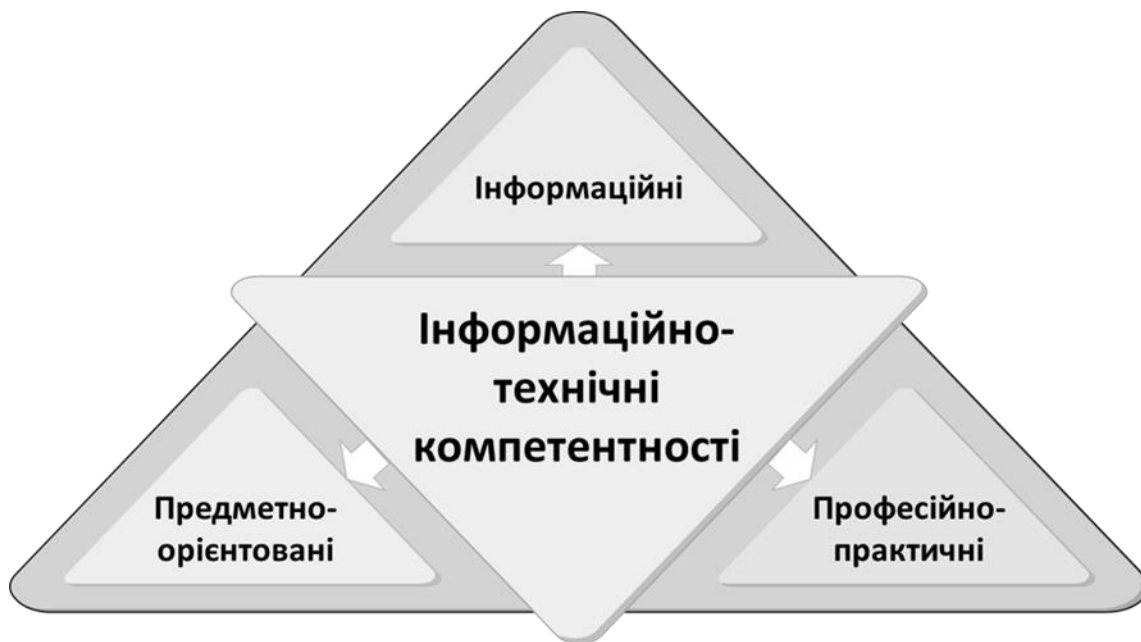 Інформаційні
Інформаційно-
технічні
компетентності
Предметно-
орієнтовані
Професійно-
практичні